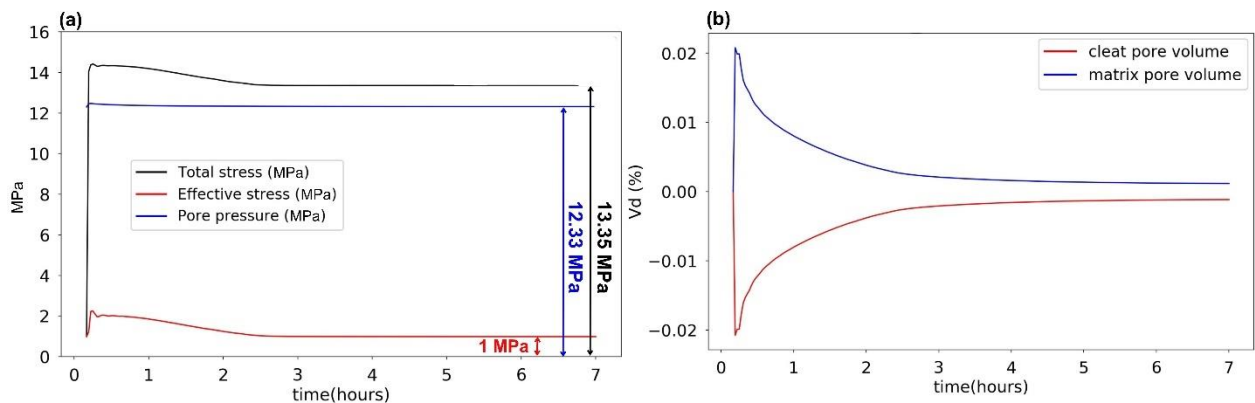 (a)
16
14
12
10
8
6
4
2
0
MPa
Total stress (MPa)
Effective stress (MPa)
Pore pressure (MPa)
12.33 MPa
13.35 MPa
1 MPa
0 1 2 3 4 5 6 7
time(hours)
(b)
0.02
0.01
0.00
−0.01
−0.02
Vd (%)
cleat pore volume
matrix pore volume
0 1 2 3 4 5 6 7
time(hours)